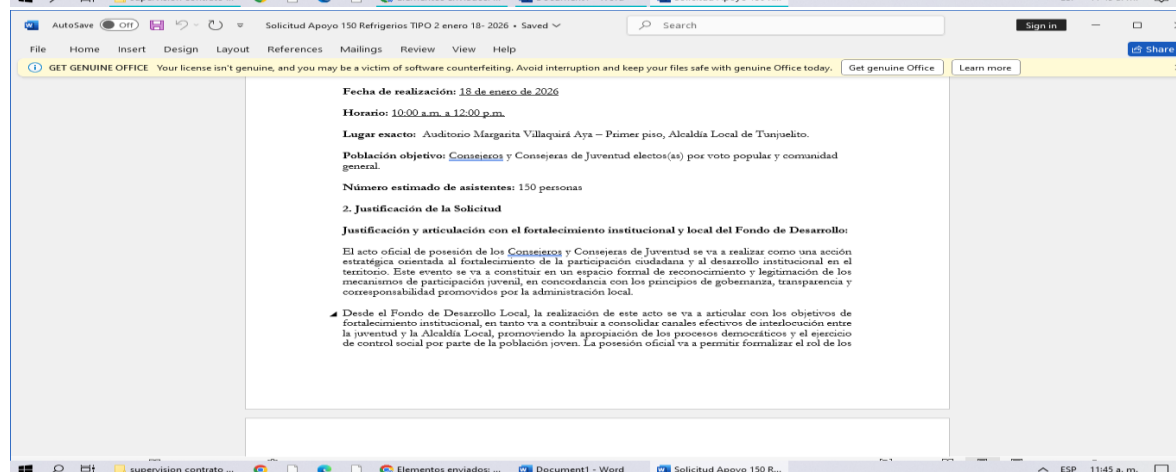 AutoSave Off Solicitud Apoyo 150 Refrigerios TIPO 2 enero 18- 2026 • Saved Search Sign in
File Home Insert Design Layout References Mailings Review View Help Share
GET GENUINE OFFICE Your license isn't genuine, and you may be a victim of software counterfeiting. Avoid interruption and keep your files safe with genuine Office today. Get genuine Office Learn more
Fecha de realización: 18 de enero de 2026
Horario: 10:00 a.m. a 12:00 p.m.
Lugar exacto: Auditorio Margarita Villaquirá Aya – Primer piso, Alcaldía Local de Tunjuelito.
Población objetivo: Consejeros y Consejeras de Juventud electos(as) por voto popular y comunidad
general.
Número estimado de asistentes: 150 personas
2. Justificación de la Solicitud
Justificación y articulación con el fortalecimiento institucional y local del Fondo de Desarrollo:
El acto oficial de posesión de los Consejeros y Consejeras de Juventud se va a realizar como una acción
estratégica orientada al fortalecimiento de la participación ciudadana y al desarrollo institucional en el
territorio. Este evento se va a constituir en un espacio formal de reconocimiento y legitimación de los
mecanismos de participación juvenil, en concordancia con los principios de gobernanza, transparencia y
corresponsabilidad promovidos por la administración local.
Desde el Fondo de Desarrollo Local, la realización de este acto se va a articular con los objetivos de
fortalecimiento institucional, en tanto va a contribuir a consolidar canales efectivos de interlocución entre
la juventud y la Alcaldía Local, promoviendo la apropiación de los procesos democráticos y el ejercicio
de control social por parte de la población joven. La posesión oficial va a permitir formalizar el rol de los
supervision contrato ... Elementos enviados: ... Document1 - Word Solicitud Apoyo 150 R... ESP 11:45 a. m.